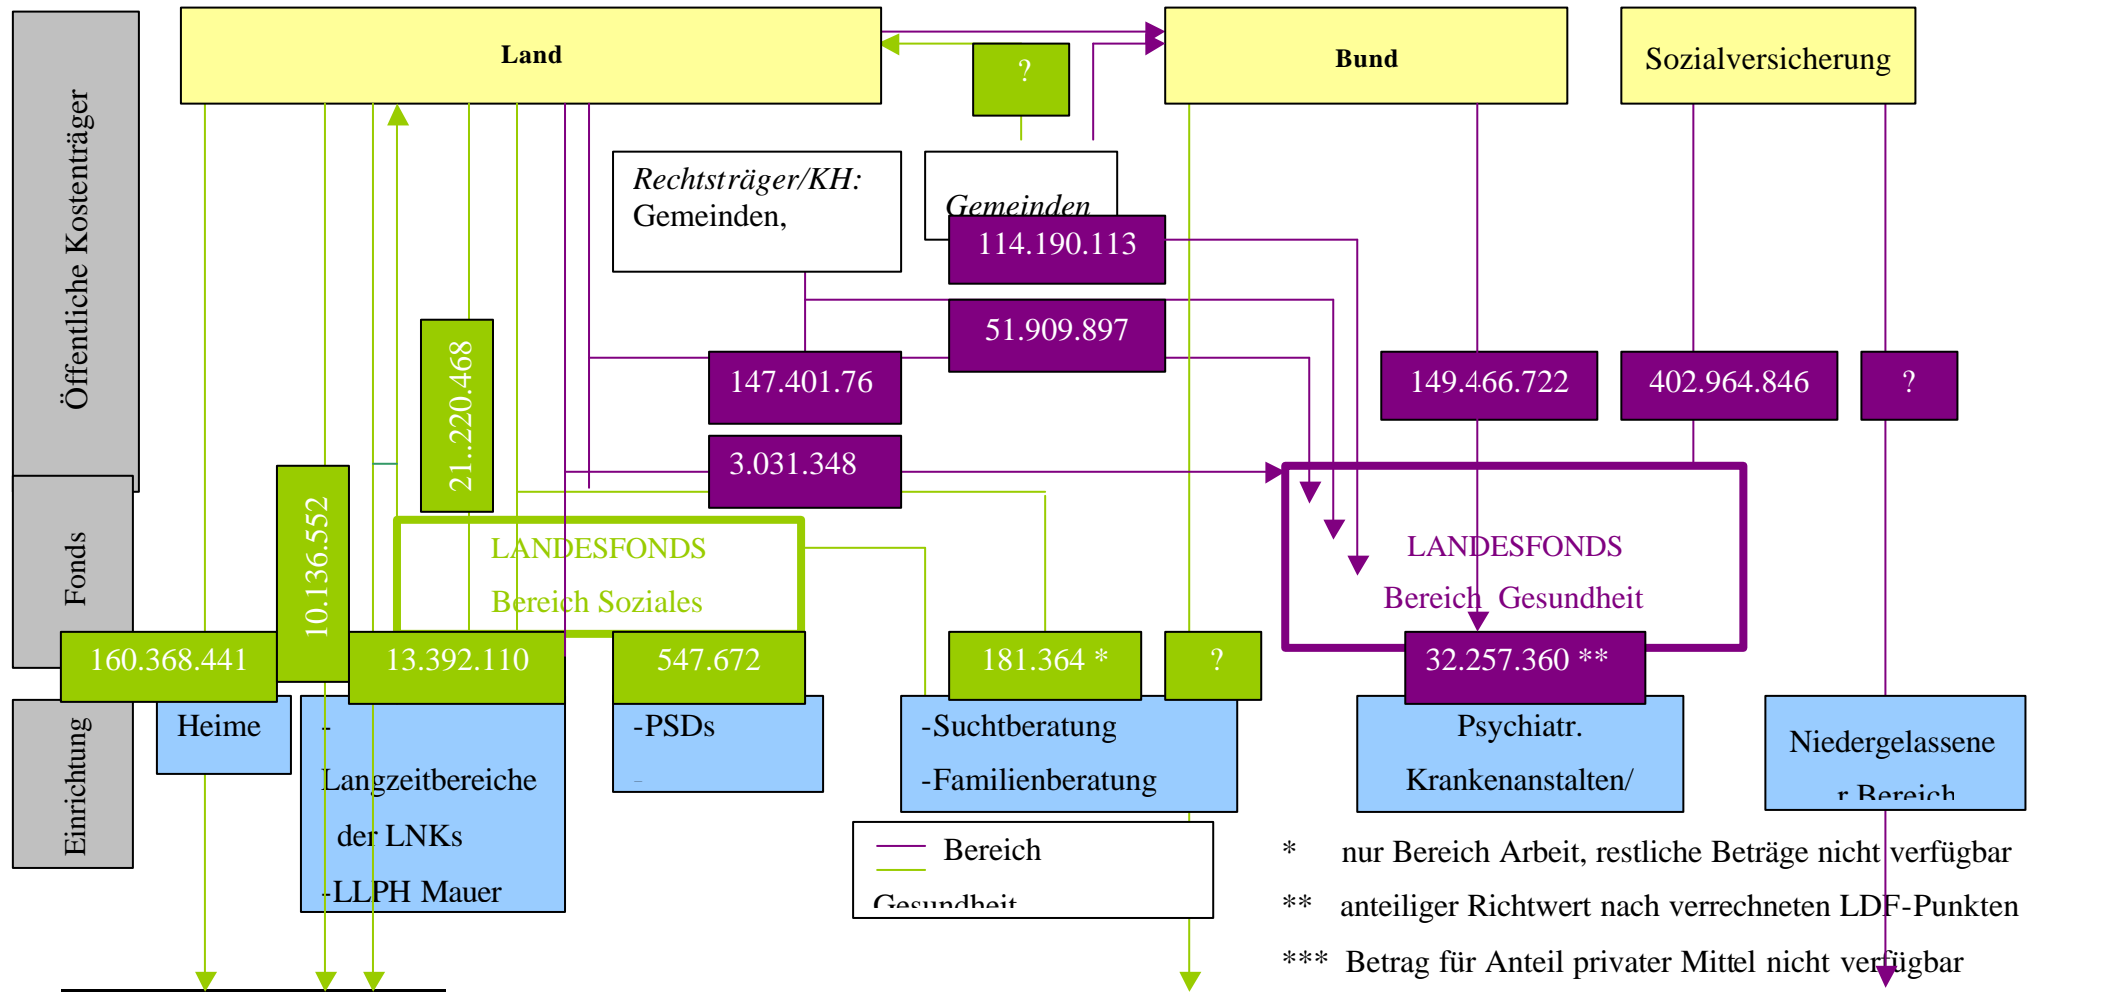 Öffentliche Kostenträger
Land
?
Bund
Sozialversicherung
Rechtsträger/KH:
Gemeinden,
Gemeinden
114.190.113
51.909.897
147.401.76
149.466.722
402.964.846
?
3.031.348
21..220.468
10.136.552
Fonds
LANDESFONDS
Bereich Soziales
LANDESFONDS
Bereich Gesundheit
160.368.441
13.392.110
547.672
181.364 *
?
32.257.360 **
Einrichtung
Heime
-
Langzeitbereiche
der LNKs
-LLPH Mauer
-PSDs
-
-Suchtberatung
-Familienberatung
Psychiatr.
Krankenanstalten/
Niedergelassene
r Bereich
Bereich
Gesundheit
* nur Bereich Arbeit, restliche Beträge nicht verfügbar
** anteiliger Richtwert nach verrechneten LDF-Punkten
*** Betrag für Anteil privater Mittel nicht verfügbar